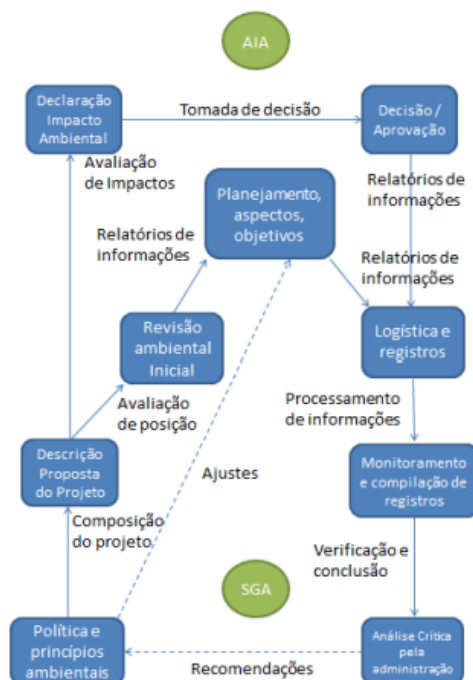 AIA
Declaração
Impacto
Ambiental
Tomada de decisão
Decisão /
Aprovação
Avaliação
de Impactos
Relatórios
de informações
Planejamento,
aspectos,
objetivos
Relatórios de
informações
Relatórios de
informações
Revisão
ambiental
Inicial
Logística e
registros
Avaliação
de posição
Processamento
de informações
Descrição
Proposta
do Projeto
Ajustes
Monitoramento
e compilação de
registros
Composição
do projeto
Verificação e
conclusão
SGA
Política e
princípios
ambientais
Recomendações
Análise Crítica
pela
administração